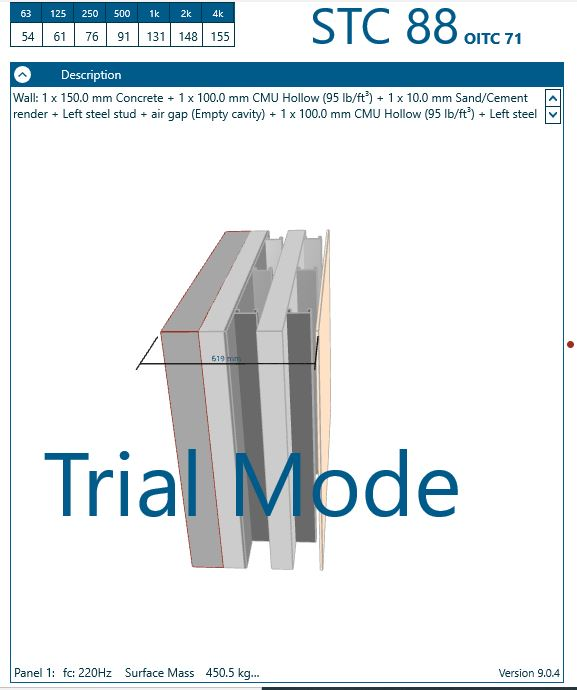 63 125 250 500 1k 2k 4k
54 61 76 91 131 148 155
STC 88 OITC 71
Description
Wall: 1 x 150.0 mm Concrete + 1 x 100.0 mm CMU Hollow (95 lb/ft³) + 1 x 10.0 mm Sand/Cement
render + Left steel stud + air gap (Empty cavity) + 1 x 100.0 mm CMU Hollow (95 lb/ft³) + Left steel
619 mm
Trial Mode
Panel 1: fc: 220Hz Surface Mass 450.5 kg...
Version 9.0.4